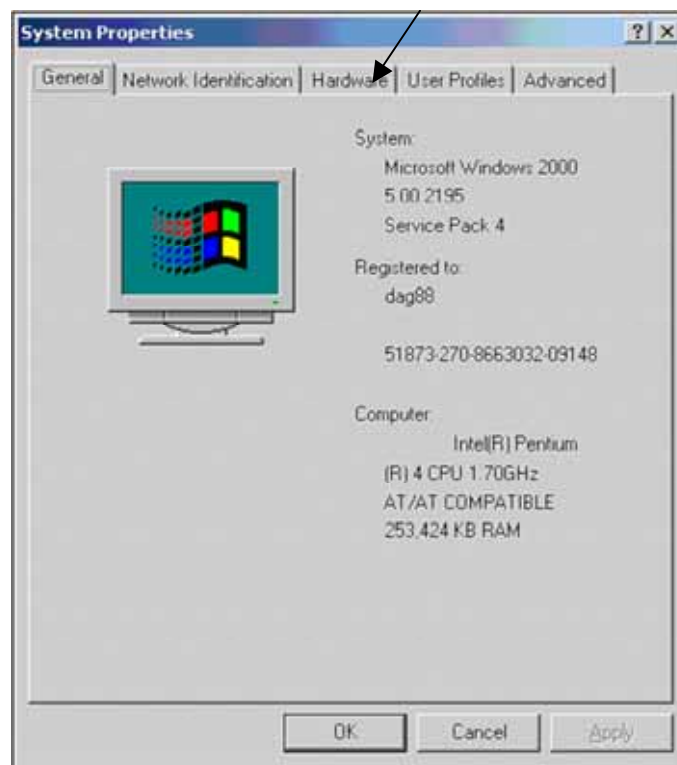 System Properties
General Network Identification Hardware User Profiles Advanced
System:
Microsoft Windows 2000
5.00.2195
Service Pack 4
Registered to:
dag88
51873-270-8663032-09148
Computer:
Intel(R) Pentium
(R) 4 CPU 1.70GHz
AT/AT COMPATIBLE
253,424 KB RAM
OK Cancel Apply